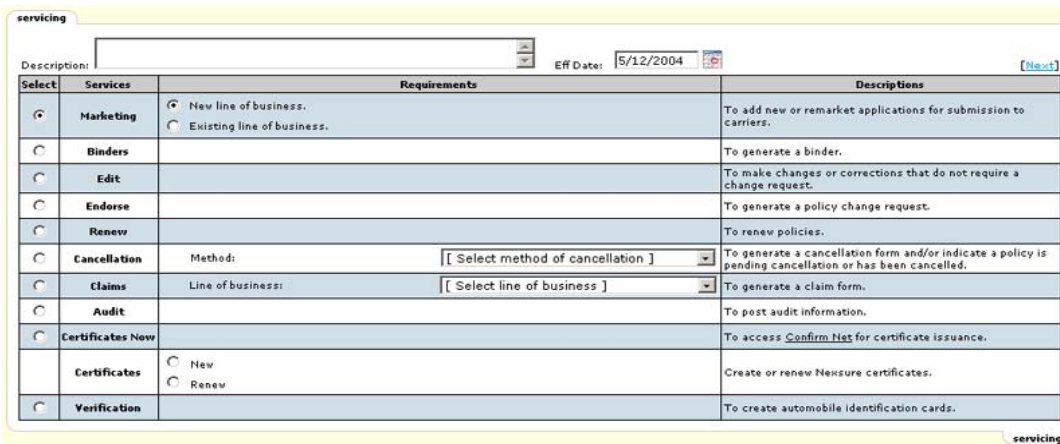 servicing
Description:
Eff Date: 5/12/2004
[Next]
Select Services Requirements Descriptions
Marketing
New line of business.
Existing line of business.
To add new or remarket applications for submission to
carriers.
Binders
To generate a binder.
Edit
To make changes or corrections that do not require a
change request.
Endorse
To generate a policy change request.
Renew
To renew policies.
Cancellation
Method: [ Select method of cancellation ]
To generate a cancellation form and/or indicate a policy is
pending cancellation or has been cancelled.
Claims
Line of business: [ Select line of business ]
To generate a claim form.
Audit
To post audit information.
Certificates Now
To access Confirm Net for certificate issuance.
Certificates
New
Renew
Create or renew Nexsure certificates.
Verification
To create automobile identification cards.
servicing